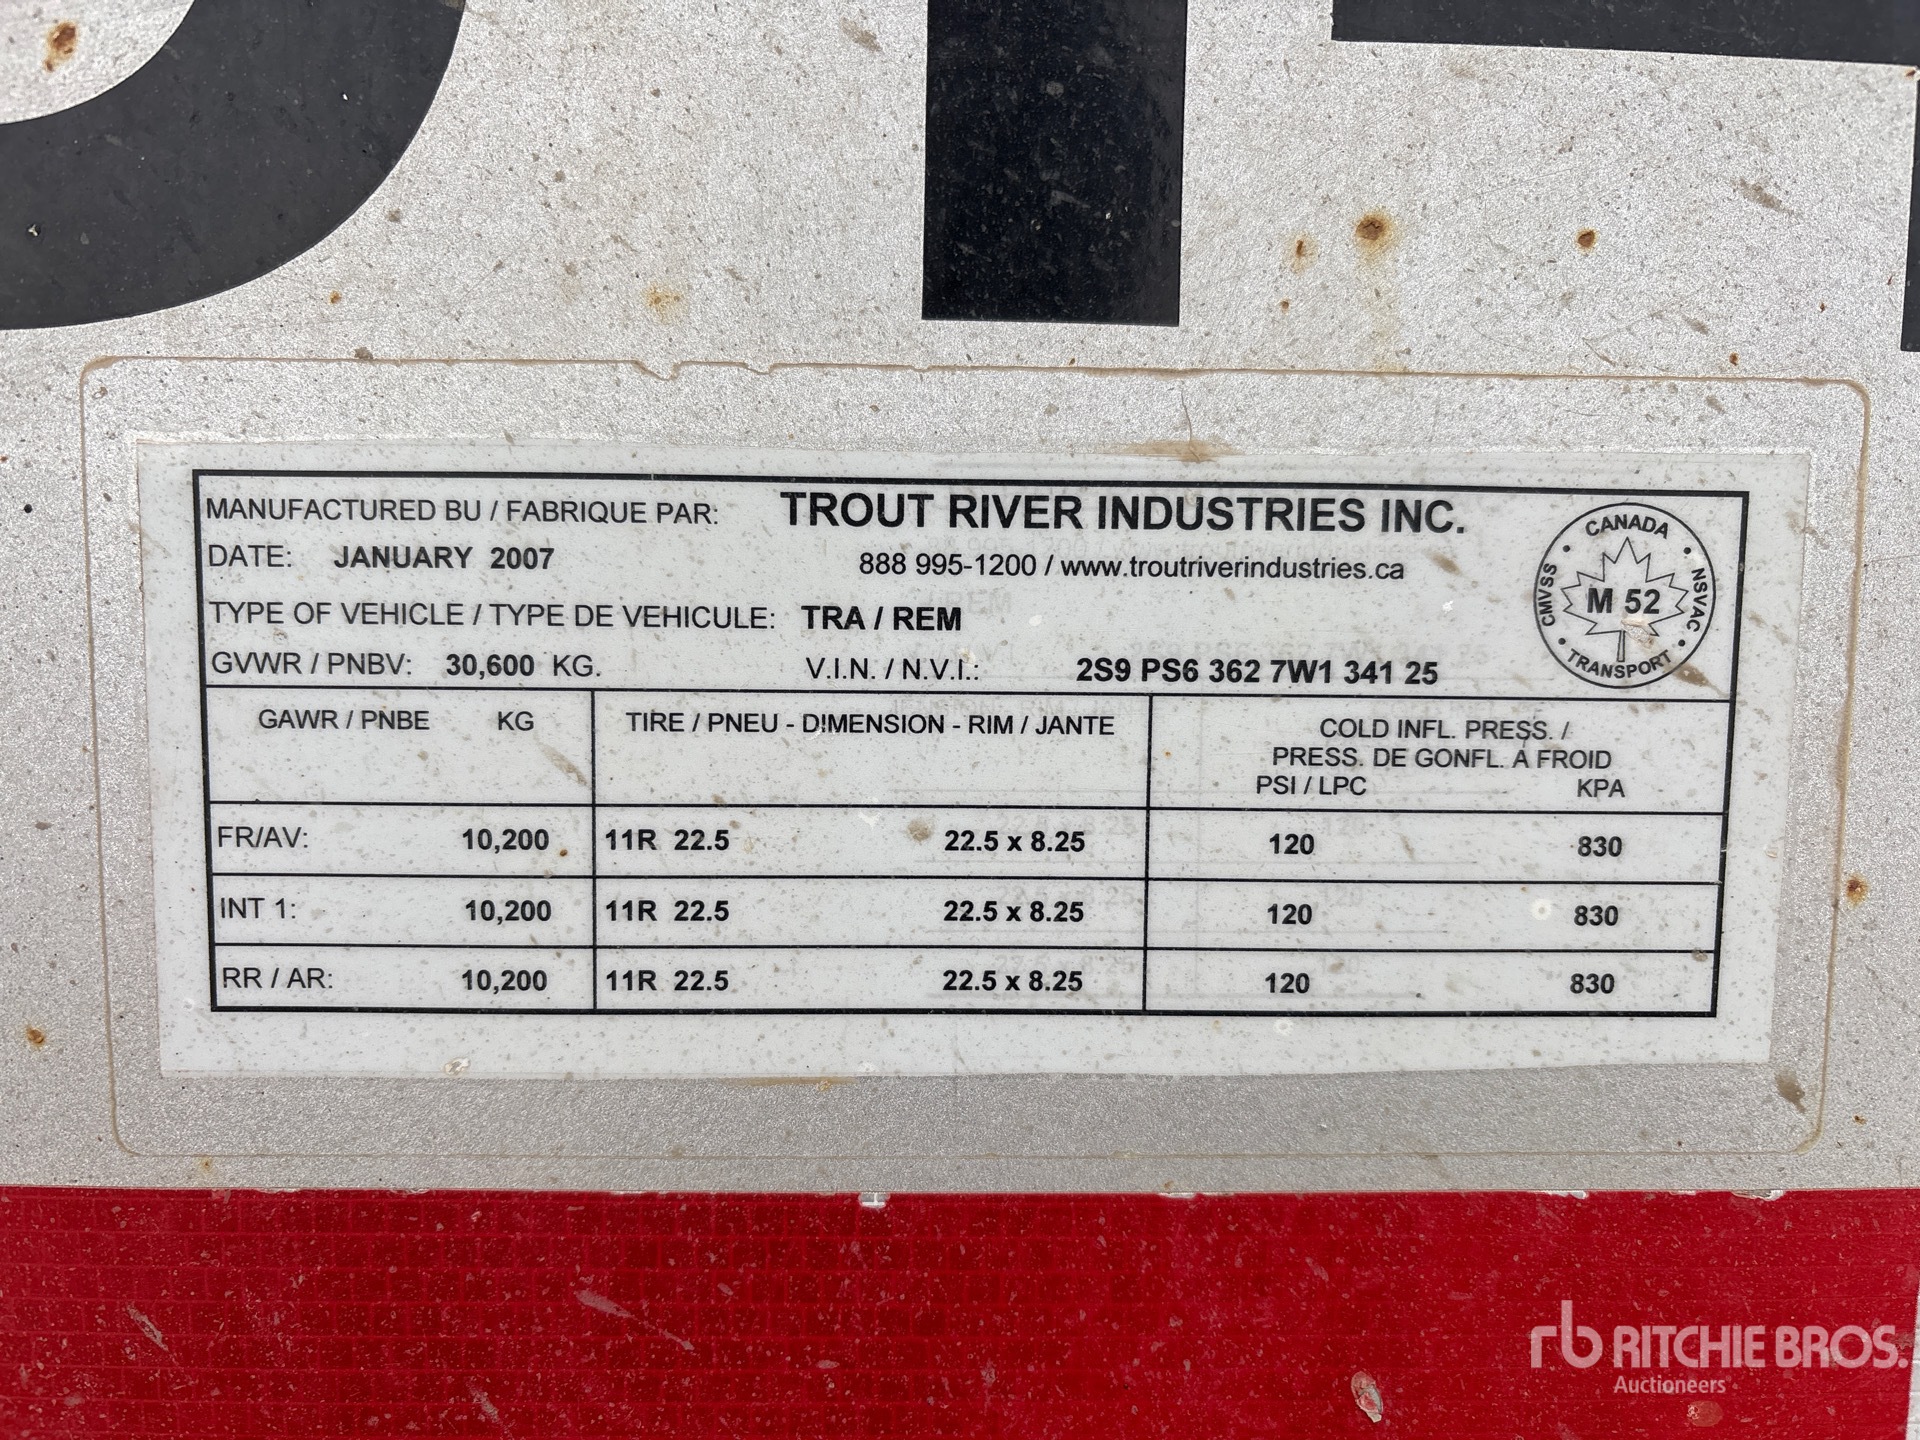 MANUFACTURED BU / FABRIQUE PAR: TROUT RIVER INDUSTRIES INC.
DATE: JANUARY 2007 888 995-1200 / www.troutriverindustries.ca
TYPE OF VEHICLE / TYPE DE VEHICULE: TRA / REM
GVWR / PNBV: 30,600 KG. V.I.N. / N.V.I.: 2S9 PS6 362 7W1 341 25
CANADA
CMVSS
NSVAC
M 52
TRANSPORT
GAWR / PNBE KG TIRE / PNEU - DIMENSION - RIM / JANTE COLD INFL. PRESS. /
PRESS. DE GONFL. A FROID
PSI / LPC KPA
FR/AV: 10,200 11R 22.5 22.5 x 8.25 120 830
INT 1: 10,200 11R 22.5 22.5 x 8.25 120 830
RR / AR: 10,200 11R 22.5 22.5 x 8.25 120 830
rb RITCHIE BROS.
Auctioneers